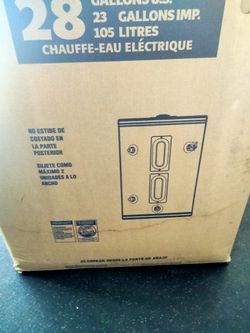 28
GALLONS U.S.
23 GALLONS IMP.
105 LITRES
CHAUFFE-EAU ÉLECTRIQUE
NO ESTIBE DE
COSTADO EN
LA PARTE
POSTERIOR
SUJETE COMO
MÁXIMO 2
UNIDADES A LO
ANCHO